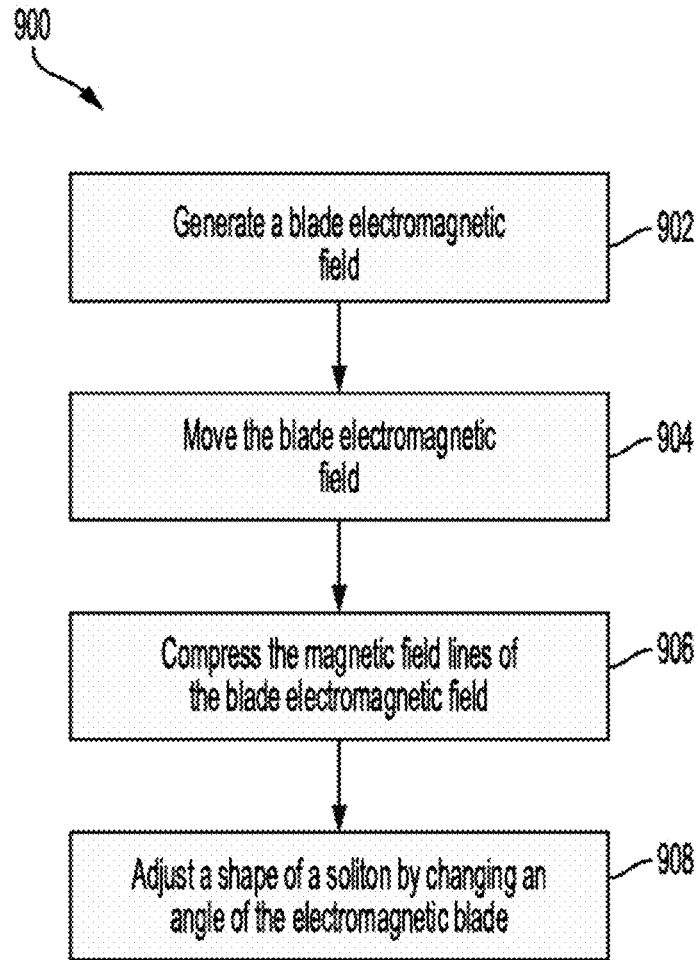 900
Generate a blade electromagnetic
field
902
Move the blade electromagnetic
field
904
Compress the magnetic field lines of
the blade electromagnetic field
906
Adjust a shape of a soliton by changing an
angle of the electromagnetic blade
908